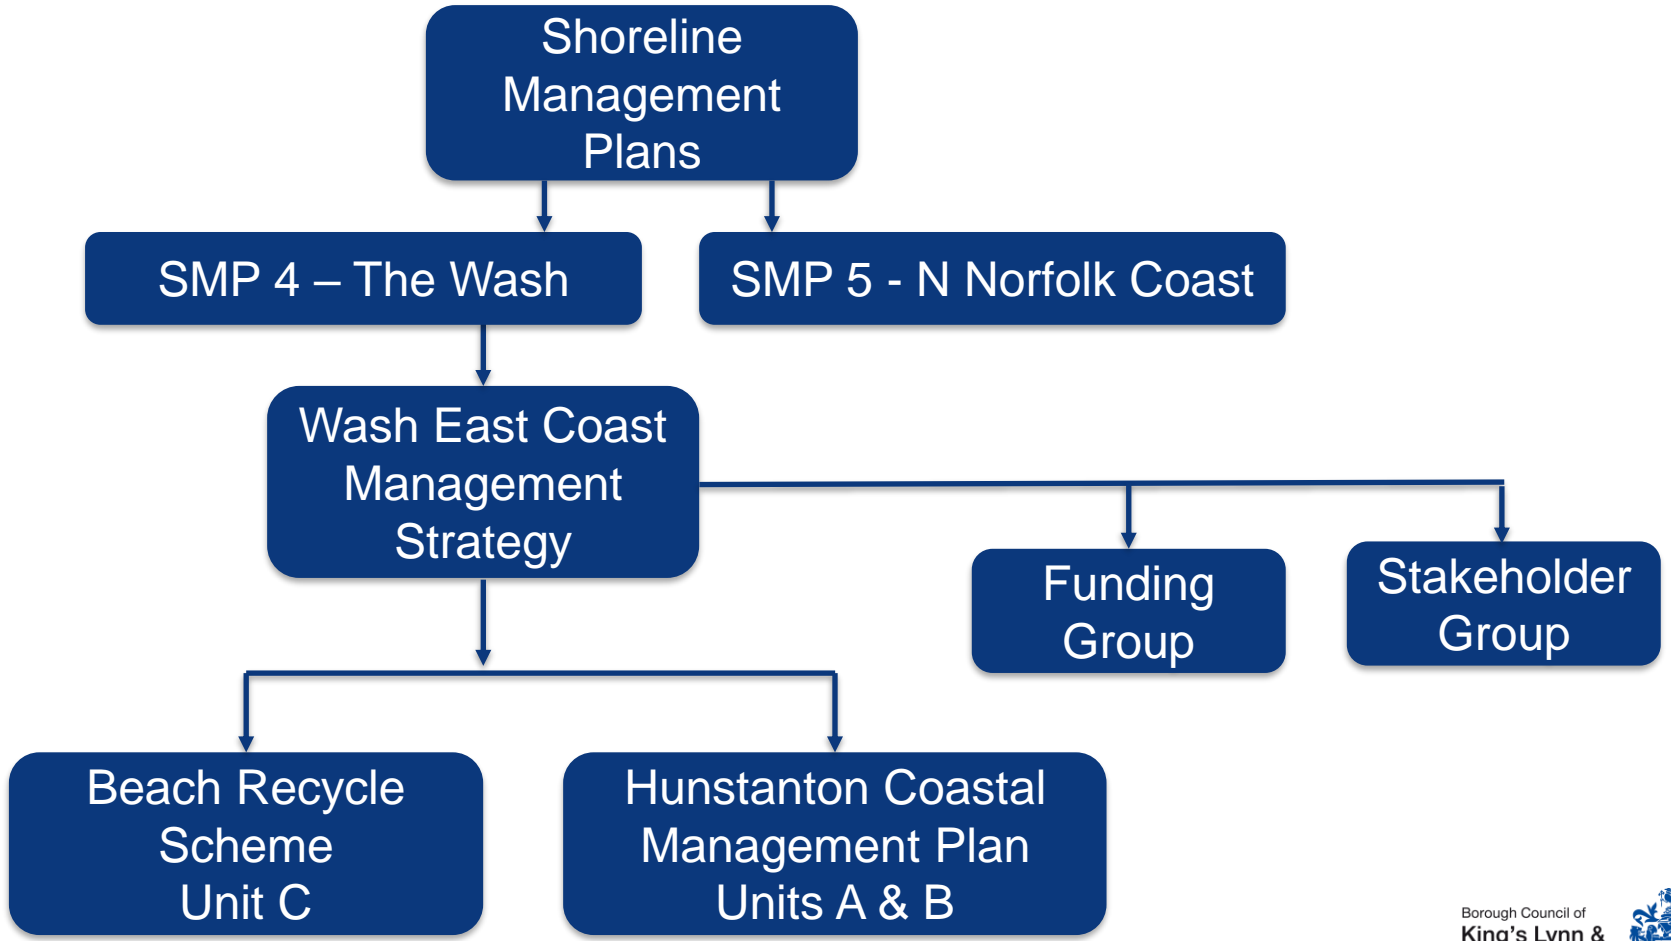 Shoreline
Management
Plans
SMP 4 – The Wash
SMP 5 - N Norfolk Coast
Wash East Coast
Management
Strategy
Funding
Group
Stakeholder
Group
Beach Recycle
Scheme
Unit C
Hunstanton Coastal
Management Plan
Units A & B
Borough Council of
King's Lynn &